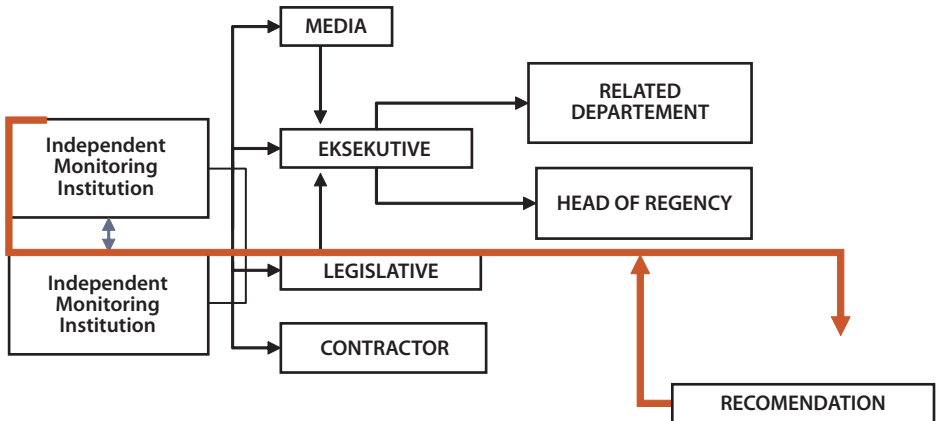 MEDIA
RELATED
DEPARTEMENT
Independent
Monitoring
Institution
EKSEKUTIVE
HEAD OF REGENCY
LEGISLATIVE
Independent
Monitoring
Institution
CONTRACTOR
RECOMENDATION